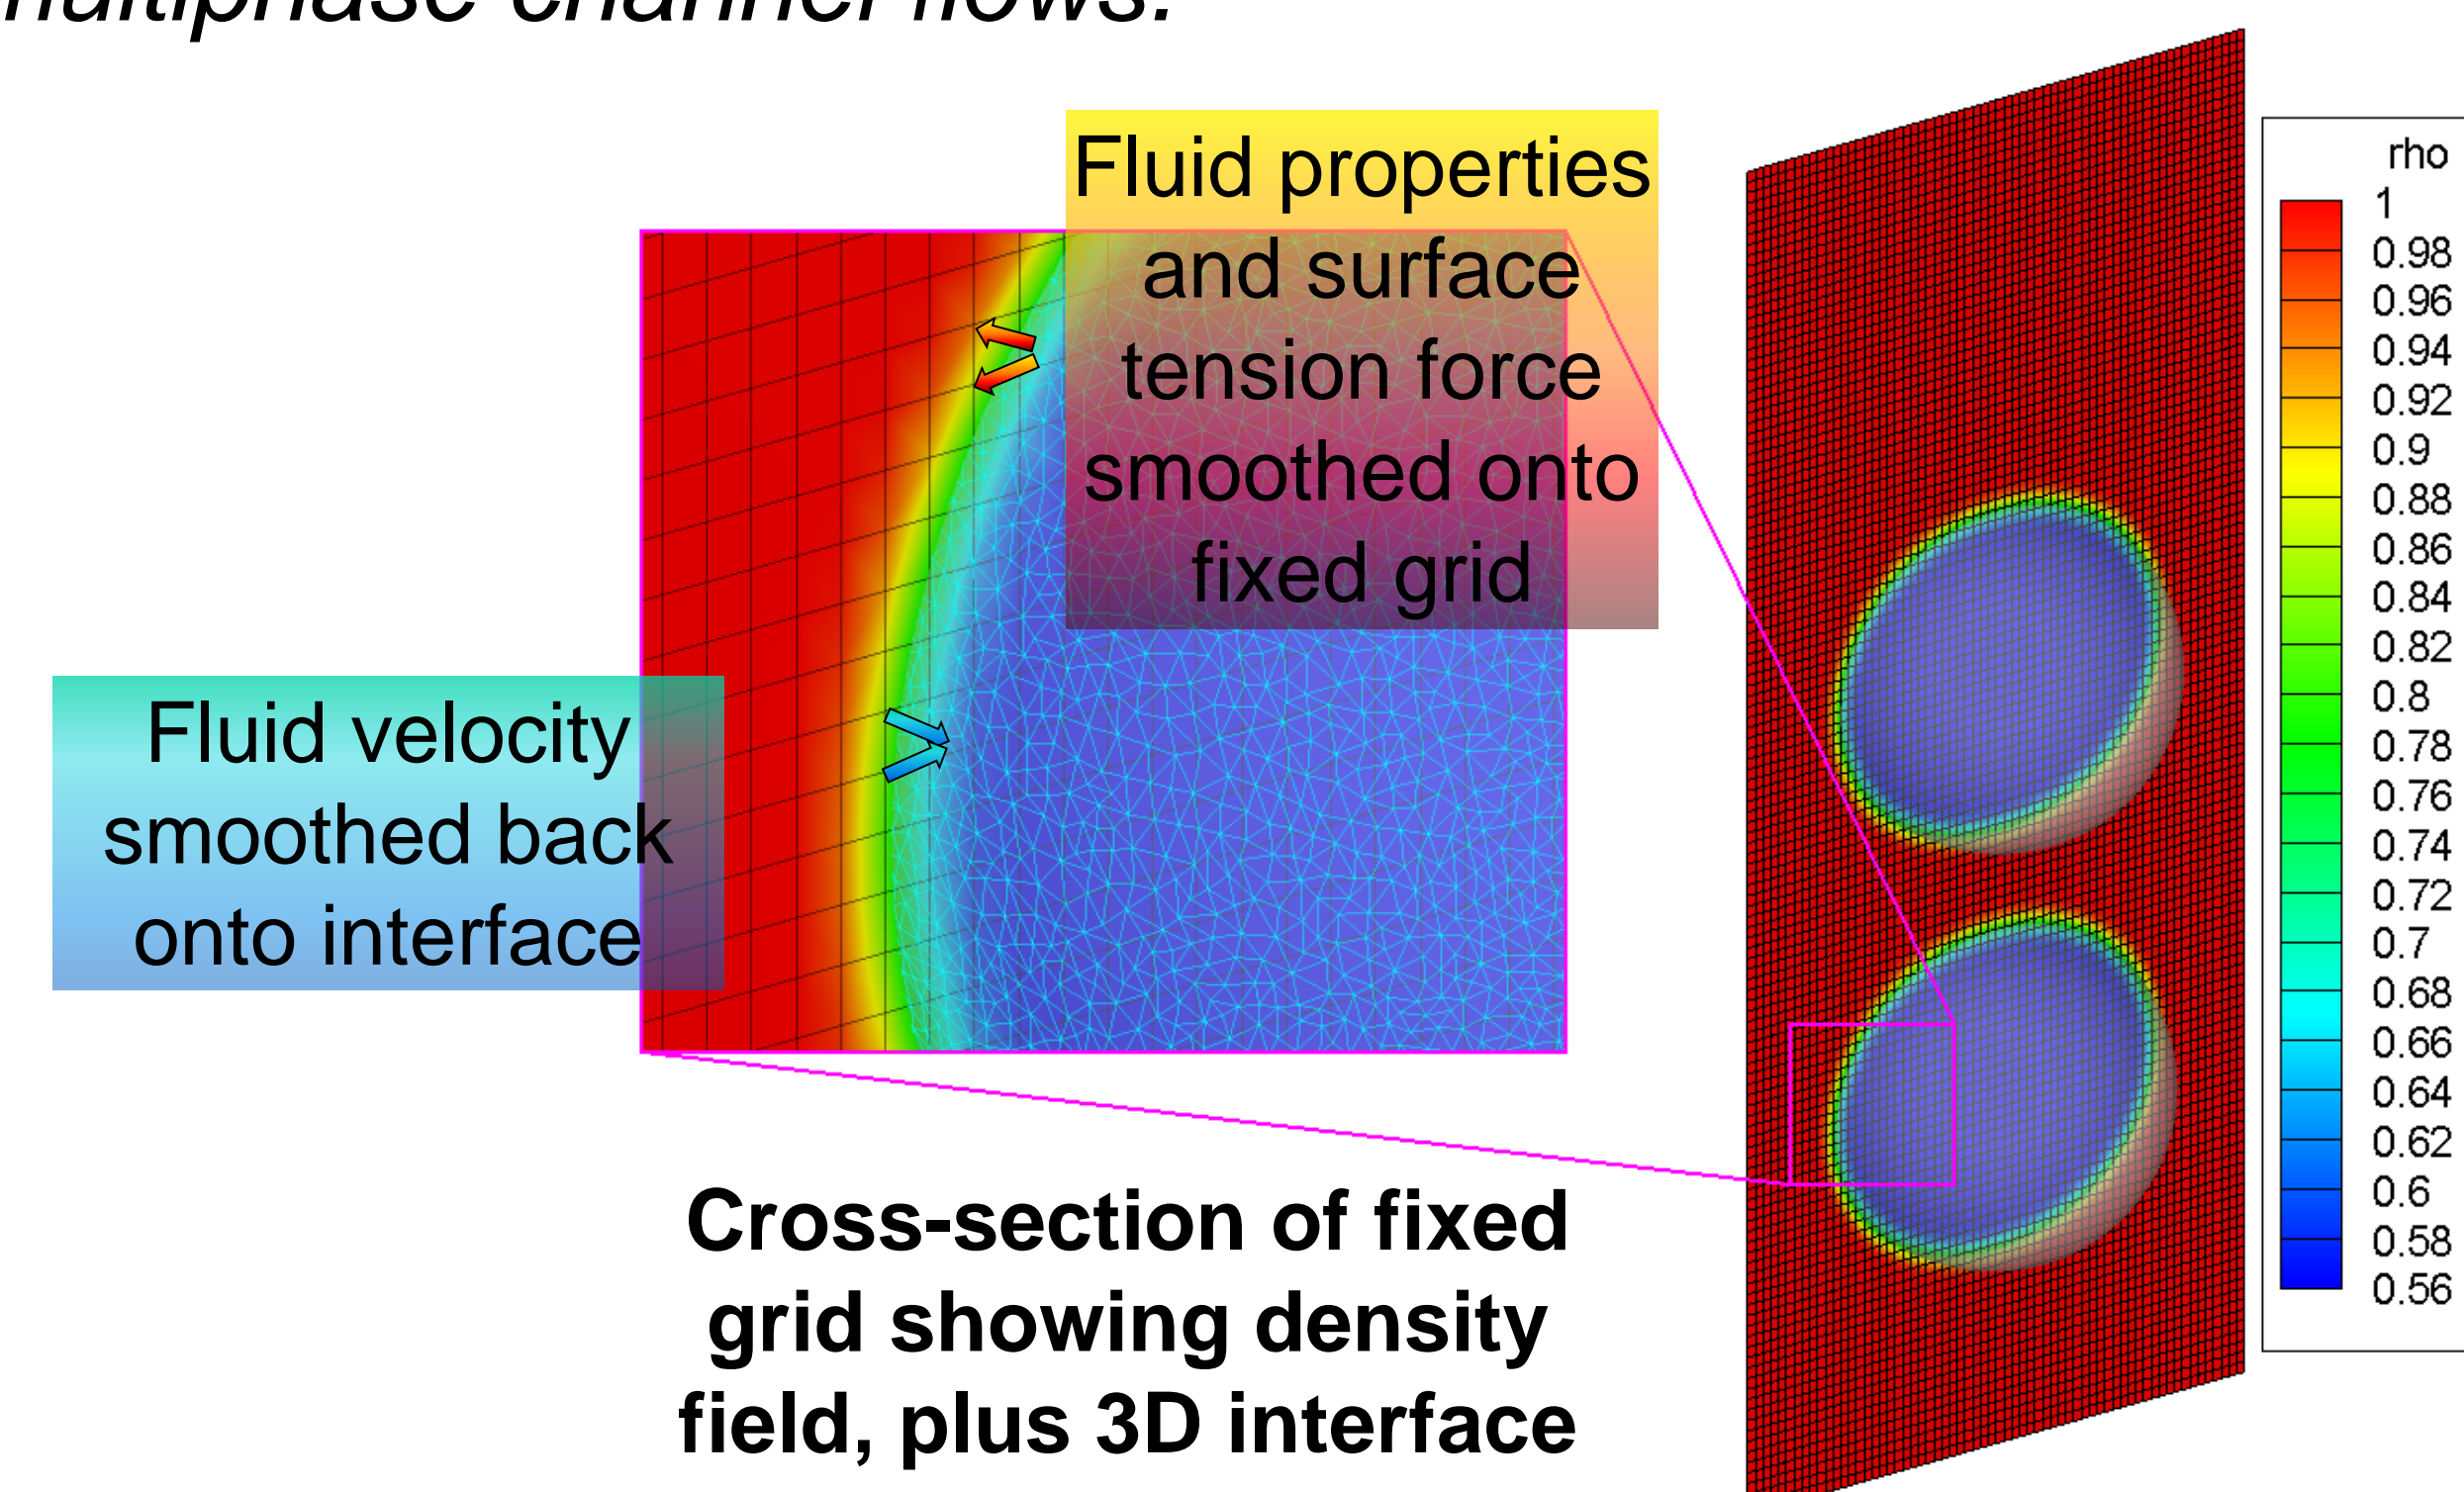 multiphase channel flows.
Fluid properties
and surface
tension force
smoothed onto
fixed grid
Fluid velocity
smoothed back
onto interface
Cross-section of fixed
grid showing density
field, plus 3D interface
rho
1
0.98
0.96
0.94
0.92
0.9
0.88
0.86
0.84
0.82
0.8
0.78
0.76
0.74
0.72
0.7
0.68
0.66
0.64
0.62
0.6
0.58
0.56